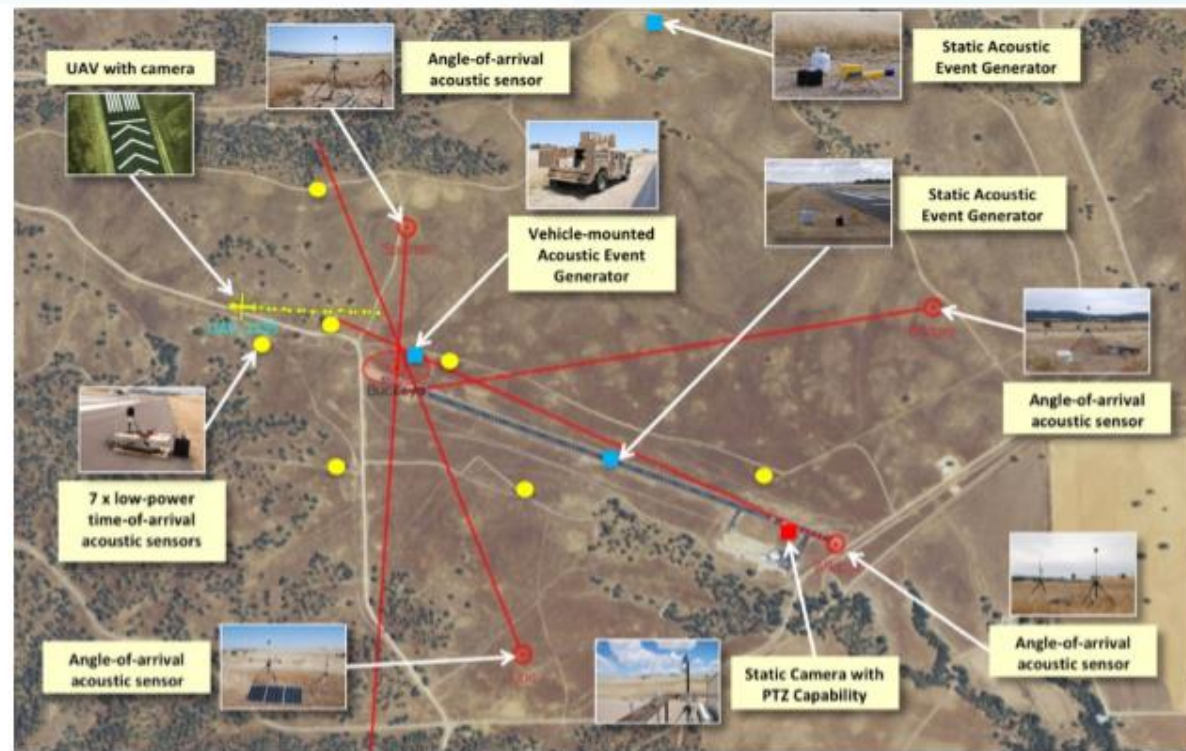 UAV with camera
Angle-of-arrival
acoustic sensor
Static Acoustic
Event Generator
Static Acoustic
Event Generator
Vehicle-mounted
Acoustic Event
Generator
Angle-of-arrival
acoustic sensor
7 x low-power
time-of-arrival
acoustic sensors
Angle-of-arrival
acoustic sensor
Static Camera with
PTZ Capability
Angle-of-arrival
acoustic sensor